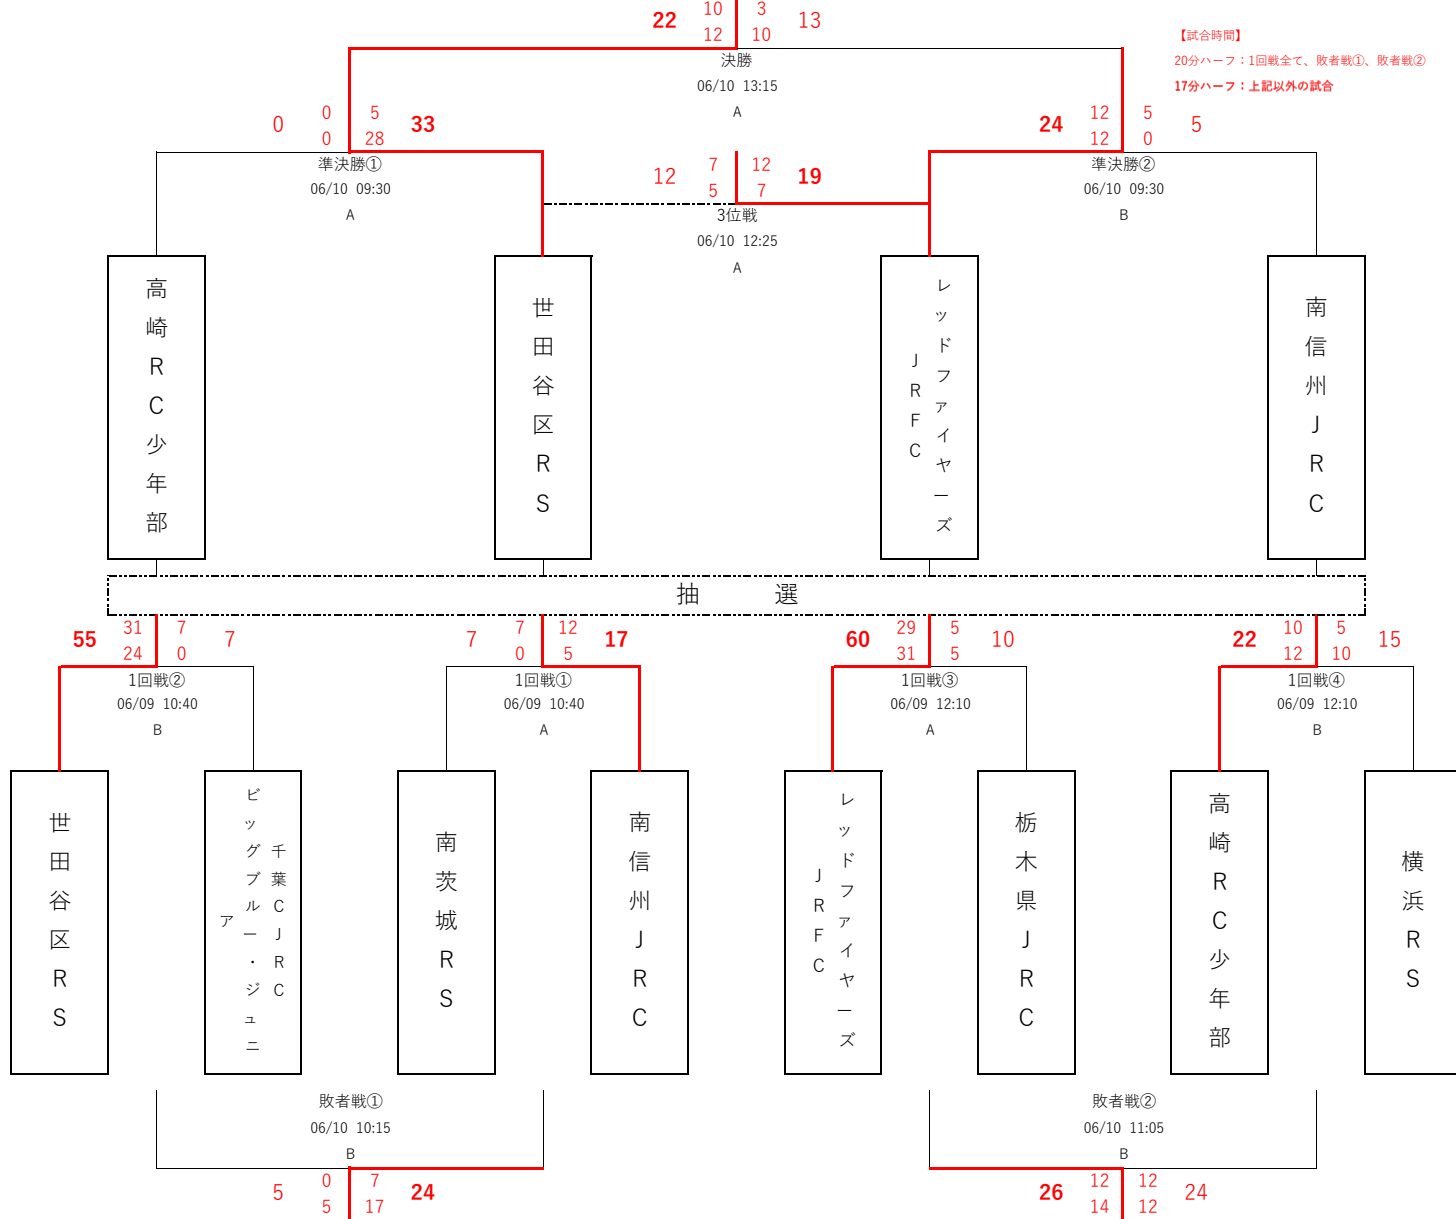 22 10 3 13
12 10
決勝
06/10 13:15
A
【試合時間】
20分ハーフ：1回戦全て、敗者戦①、敗者戦②
17分ハーフ：上記以外の試合
0 0 5 33
0 28
準決勝①
06/10 09:30
A
12 7 12 19
5 7
3位戦
06/10 12:25
A
24 12 5 5
12 0
準決勝②
06/10 09:30
B
高崎RC少年部
世田谷区RS
レッドファイヤーズ
JRFC
南信州JRC
抽選
55 31 7 7
24 0
1回戦②
06/09 10:40
B
7 7 12 17
0 5
1回戦①
06/09 10:40
A
60 29 5 10
31 5
1回戦③
06/09 12:10
A
22 10 5 15
12 10
1回戦④
06/09 12:10
B
世田谷区RS
千葉CJRC
ビッグブルー・ジュニ
ア
南茨城RS
南信州JRC
レッドファイヤーズ
JRFC
栃木県JRC
高崎RC少年部
横浜RS
敗者戦①
06/10 10:15
B
5 0 7 24
5 17
敗者戦②
06/10 11:05
B
26 12 12 24
14 12